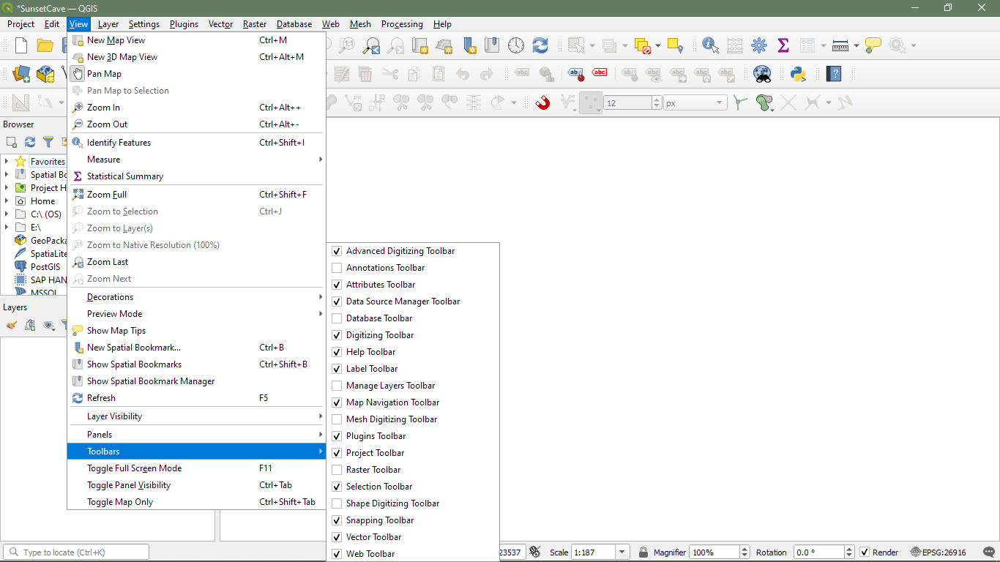 *SunsetCave — QGIS
Project Edit View Layer Settings Plugins Vector Raster Database Web Mesh Processing Help
New Map View Ctrl+M
New 3D Map View Ctrl+Alt+M
Pan Map
Pan Map to Selection
Zoom In Ctrl+Alt++
Zoom Out Ctrl+Alt+-
Identify Features Ctrl+Shift+I
Measure
Statistical Summary
Zoom Full Ctrl+Shift+F
Zoom to Selection Ctrl+J
Zoom to Layer(s)
Zoom to Native Resolution (100%)
Zoom Last
Zoom Next
Decorations
Preview Mode
Show Map Tips
New Spatial Bookmark... Ctrl+B
Show Spatial Bookmarks Ctrl+Shift+B
Show Spatial Bookmark Manager
Refresh F5
Layer Visibility
Panels
Toolbars
Toggle Full Screen Mode F11
Toggle Panel Visibility Ctrl+Tab
Toggle Map Only Ctrl+Shift+Tab
Advanced Digitizing Toolbar
Annotations Toolbar
Attributes Toolbar
Data Source Manager Toolbar
Database Toolbar
Digitizing Toolbar
Help Toolbar
Label Toolbar
Manage Layers Toolbar
Map Navigation Toolbar
Mesh Digitizing Toolbar
Plugins Toolbar
Project Toolbar
Raster Toolbar
Selection Toolbar
Shape Digitizing Toolbar
Snapping Toolbar
Vector Toolbar
Web Toolbar
12 px
Browser
Favorites
Spatial Bo
Project H
Home
C:\ (OS)
E:\
GeoPacka
SpatiaLite
PostGIS
SAP HAN
MSSQL
Layers
Type to locate (Ctrl+K)
23537 Scale 1:187 Magnifier 100% Rotation 0.0 ° Render EPSG:26916